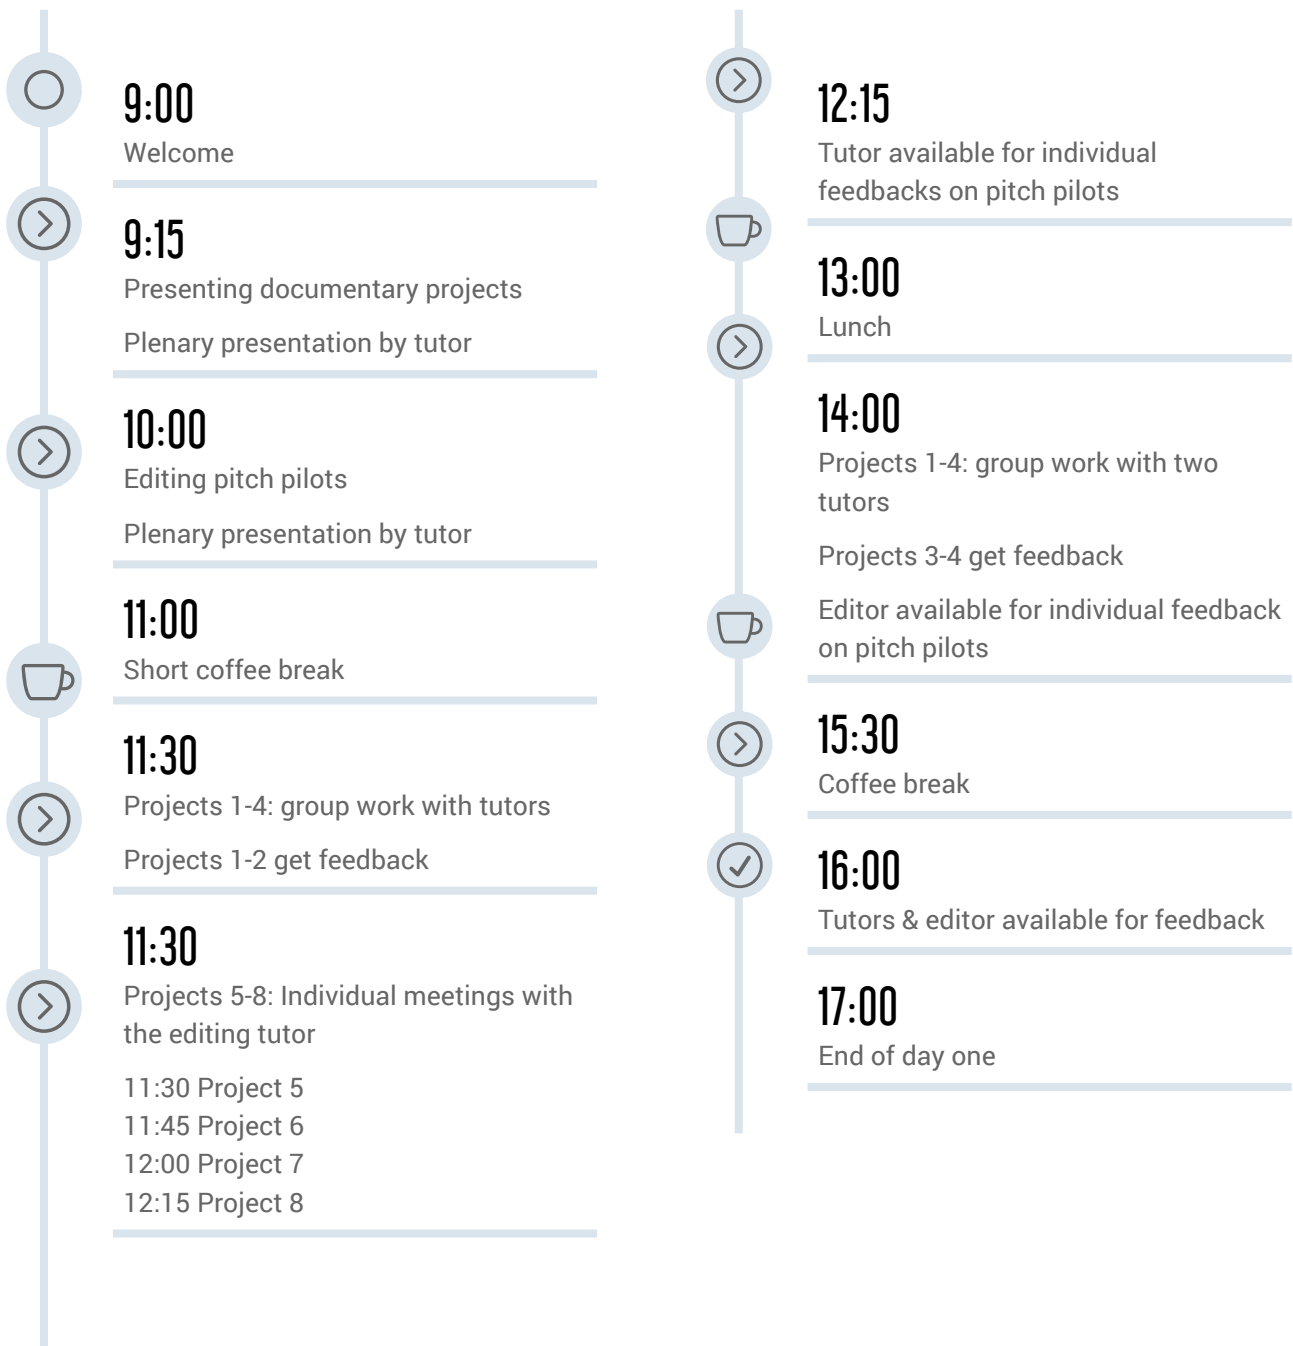 9:00
Welcome
9:15
Presenting documentary projects
Plenary presentation by tutor
10:00
Editing pitch pilots
Plenary presentation by tutor
11:00
Short coffee break
11:30
Projects 1-4: group work with tutors
Projects 1-2 get feedback
11:30
Projects 5-8: Individual meetings with
the editing tutor
11:30 Project 5
11:45 Project 6
12:00 Project 7
12:15 Project 8
12:15
Tutor available for individual
feedbacks on pitch pilots
13:00
Lunch
14:00
Projects 1-4: group work with two
tutors
Projects 3-4 get feedback
Editor available for individual feedback
on pitch pilots
15:30
Coffee break
16:00
Tutors & editor available for feedback
17:00
End of day one